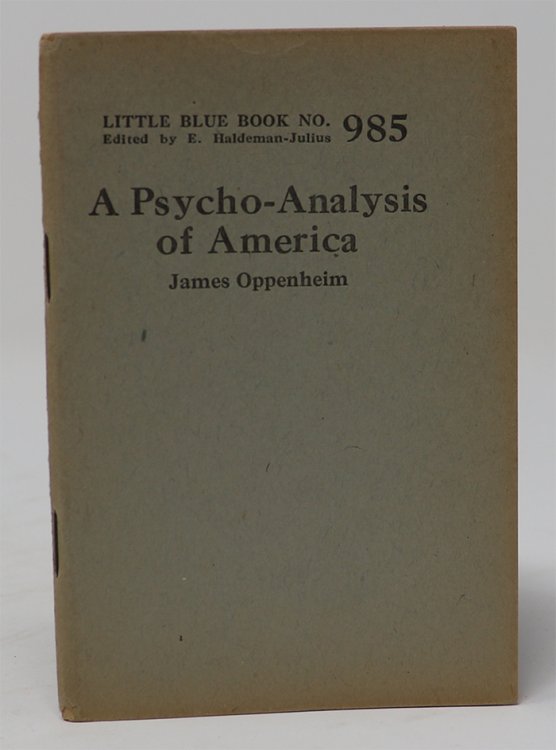 LITTLE BLUE BOOK NO. 985
Edited by E. Haldeman-Julius
A Psycho-Analysis
of America
James Oppenheim